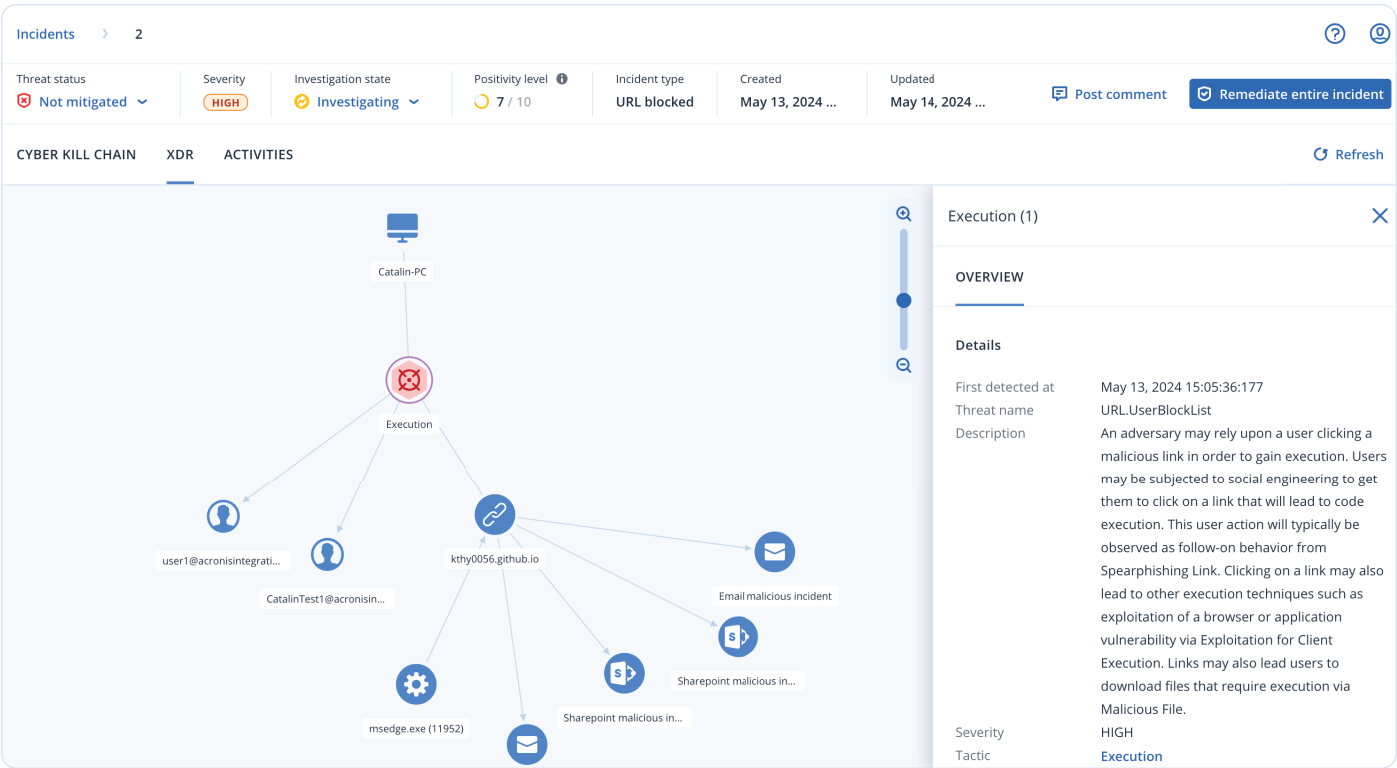 Incidents
2
Threat status
Not mitigated
Severity
HIGH
Investigation state
Investigating
Positivity level
7 / 10
Incident type
URL blocked
Created
May 13, 2024 ...
Updated
May 14, 2024 ...
Post comment
Remediate entire incident
CYBER KILL CHAIN
XDR
ACTIVITIES
Refresh
Catalin-PC
Execution
user1@acronisintegrati...
CatalinTest1@acronisin...
kthy0056.github.io
Email malicious incident
Sharepoint malicious in...
Sharepoint malicious in...
msedge.exe (11952)
Execution (1)
OVERVIEW
Details
First detected at May 13, 2024 15:05:36:177
Threat name URL.UserBlockList
Description An adversary may rely upon a user clicking a
malicious link in order to gain execution. Users
may be subjected to social engineering to get
them to click on a link that will lead to code
execution. This user action will typically be
observed as follow-on behavior from
Spearphishing Link. Clicking on a link may also
lead to other execution techniques such as
exploitation of a browser or application
vulnerability via Exploitation for Client
Execution. Links may also lead users to
download files that require execution via
Malicious File.
Severity HIGH
Tactic Execution